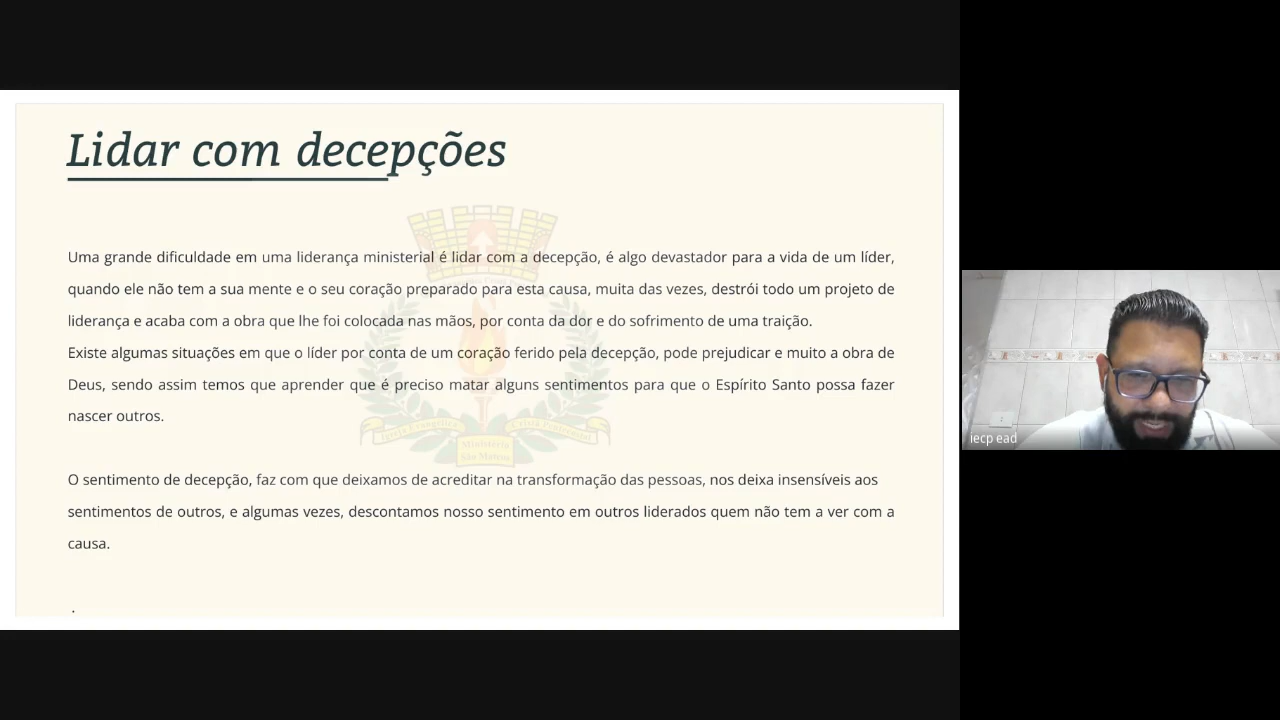 Lidar com decepções
Uma grande dificuldade em uma liderança ministerial é lidar com a decepção, é algo devastador para a vida de um líder,
quando ele não tem a sua mente e o seu coração preparado para esta causa, muita das vezes, destrói todo um projeto de
liderança e acaba com a obra que lhe foi colocada nas mãos, por conta da dor e do sofrimento de uma traição.
Existe algumas situações em que o líder por conta de um coração ferido pela decepção, pode prejudicar e muito a obra de
Deus, sendo assim temos que aprender que é preciso matar alguns sentimentos para que o Espírito Santo possa fazer
nascer outros.
Igreja Evangélica
Cristã Pentecostal
Ministério
São Mateus
O sentimento de decepção, faz com que deixamos de acreditar na transformação das pessoas, nos deixa insensíveis aos
sentimentos de outros, e algumas vezes, descontamos nosso sentimento em outros liderados quem não tem a ver com a
causa.
.
iecp ead